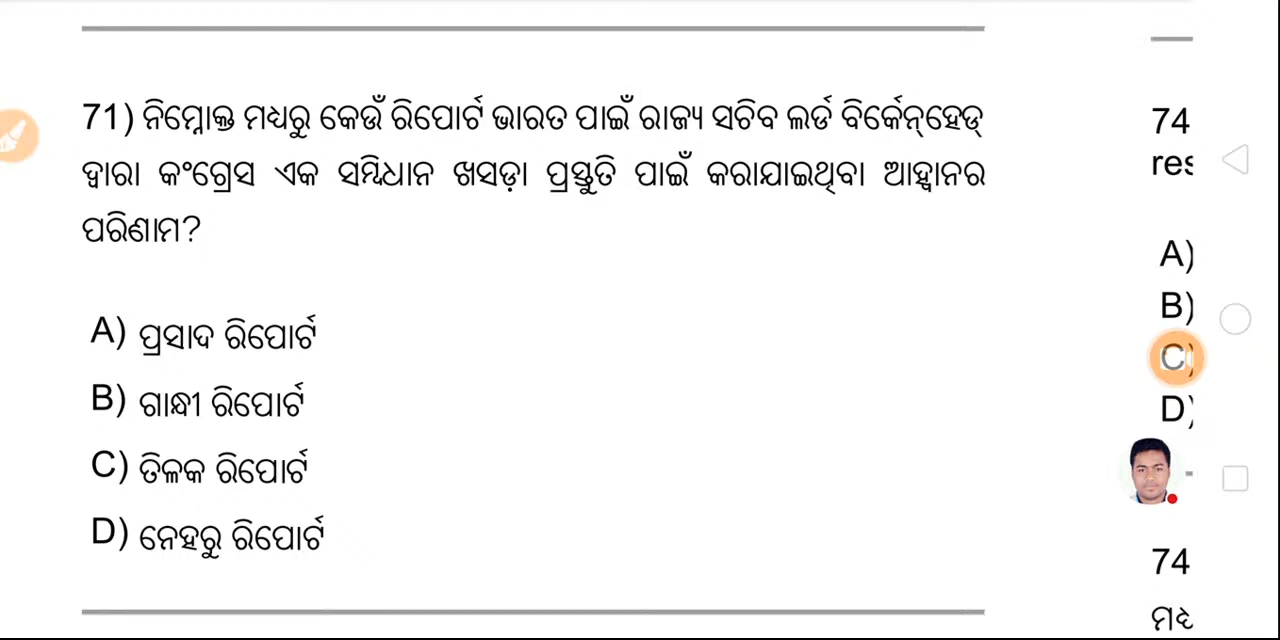 71) ନିମ୍ନୋକ୍ତ ମଧ୍ୟରୁ କେଉଁ ରିପୋର୍ଟ ଭାରତ ପାଇଁ ରାଜ୍ୟ ସଚିବ ଲର୍ଡ ବିର୍କେନ୍‌ହେଡ୍
ଦ୍ୱାରା କଂଗ୍ରେସ ଏକ ସମ୍ବିଧାନ ଖସଡ଼ା ପ୍ରସ୍ତୁତି ପାଇଁ କରାଯାଇଥିବା ଆହ୍ୱାନର
ପରିଣାମ?
A) ପ୍ରସାଦ ରିପୋର୍ଟ
B) ଗାନ୍ଧୀ ରିପୋର୍ଟ
C) ତିଳକ ରିପୋର୍ଟ
D) ନେହରୁ ରିପୋର୍ଟ
74
res
A)
B)
C)
D)
74